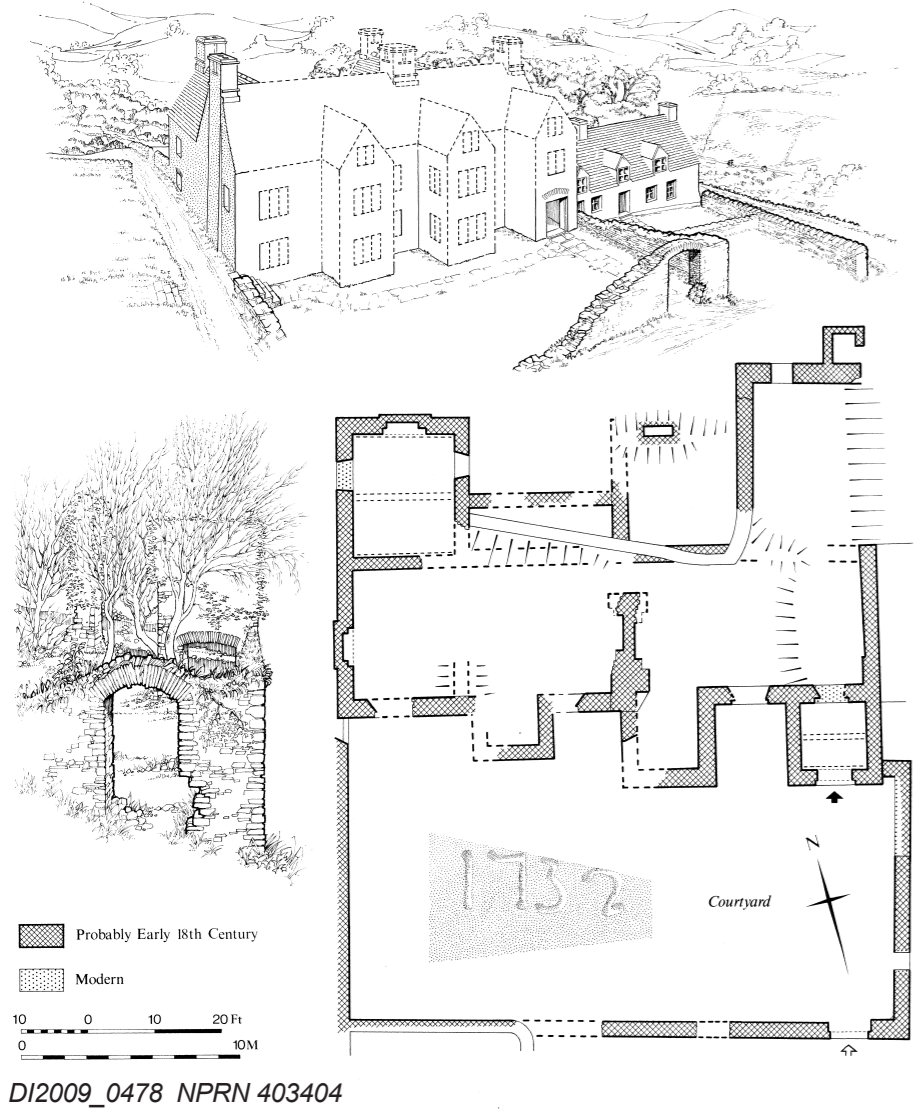 N
1732
Courtyard
Probably Early 18th Century
Modern
10 0 10 20 Ft
0 10M
DI2009_0478 NPRN 403404